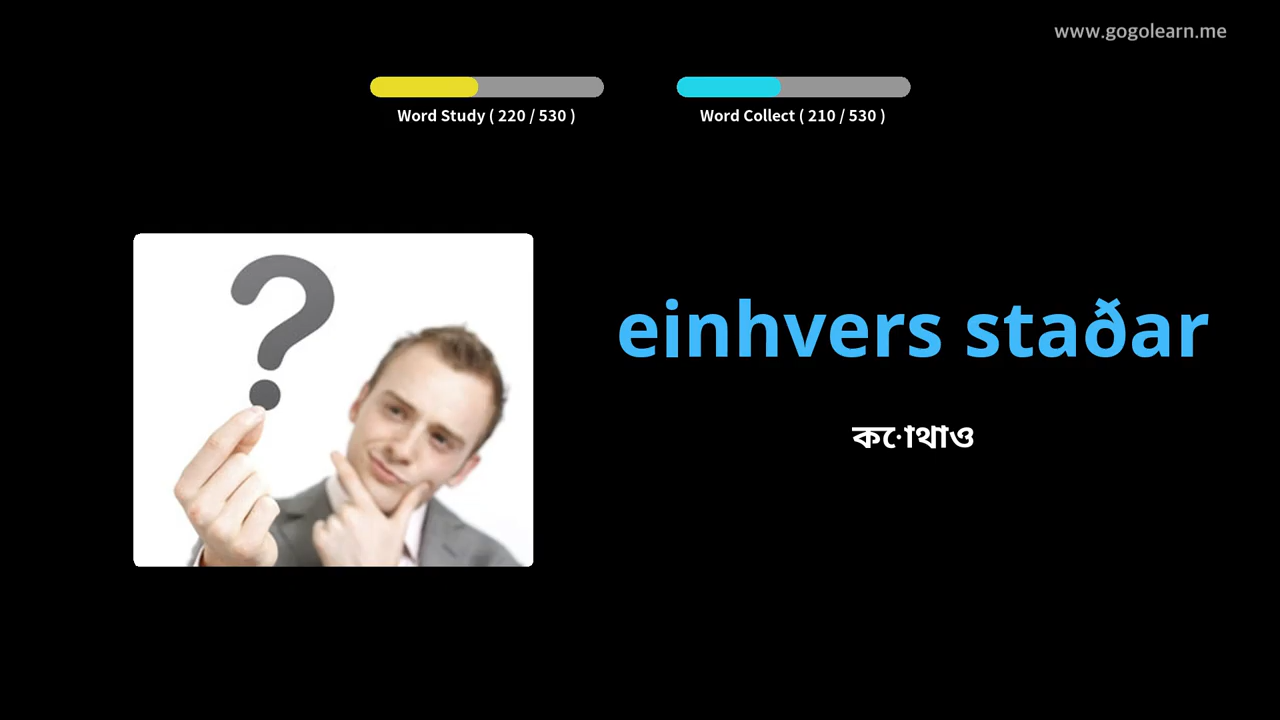 www.gogolearn.me
Word Study ( 220 / 530 )
Word Collect ( 210 / 530 )
einhvers staðar
কোথাও